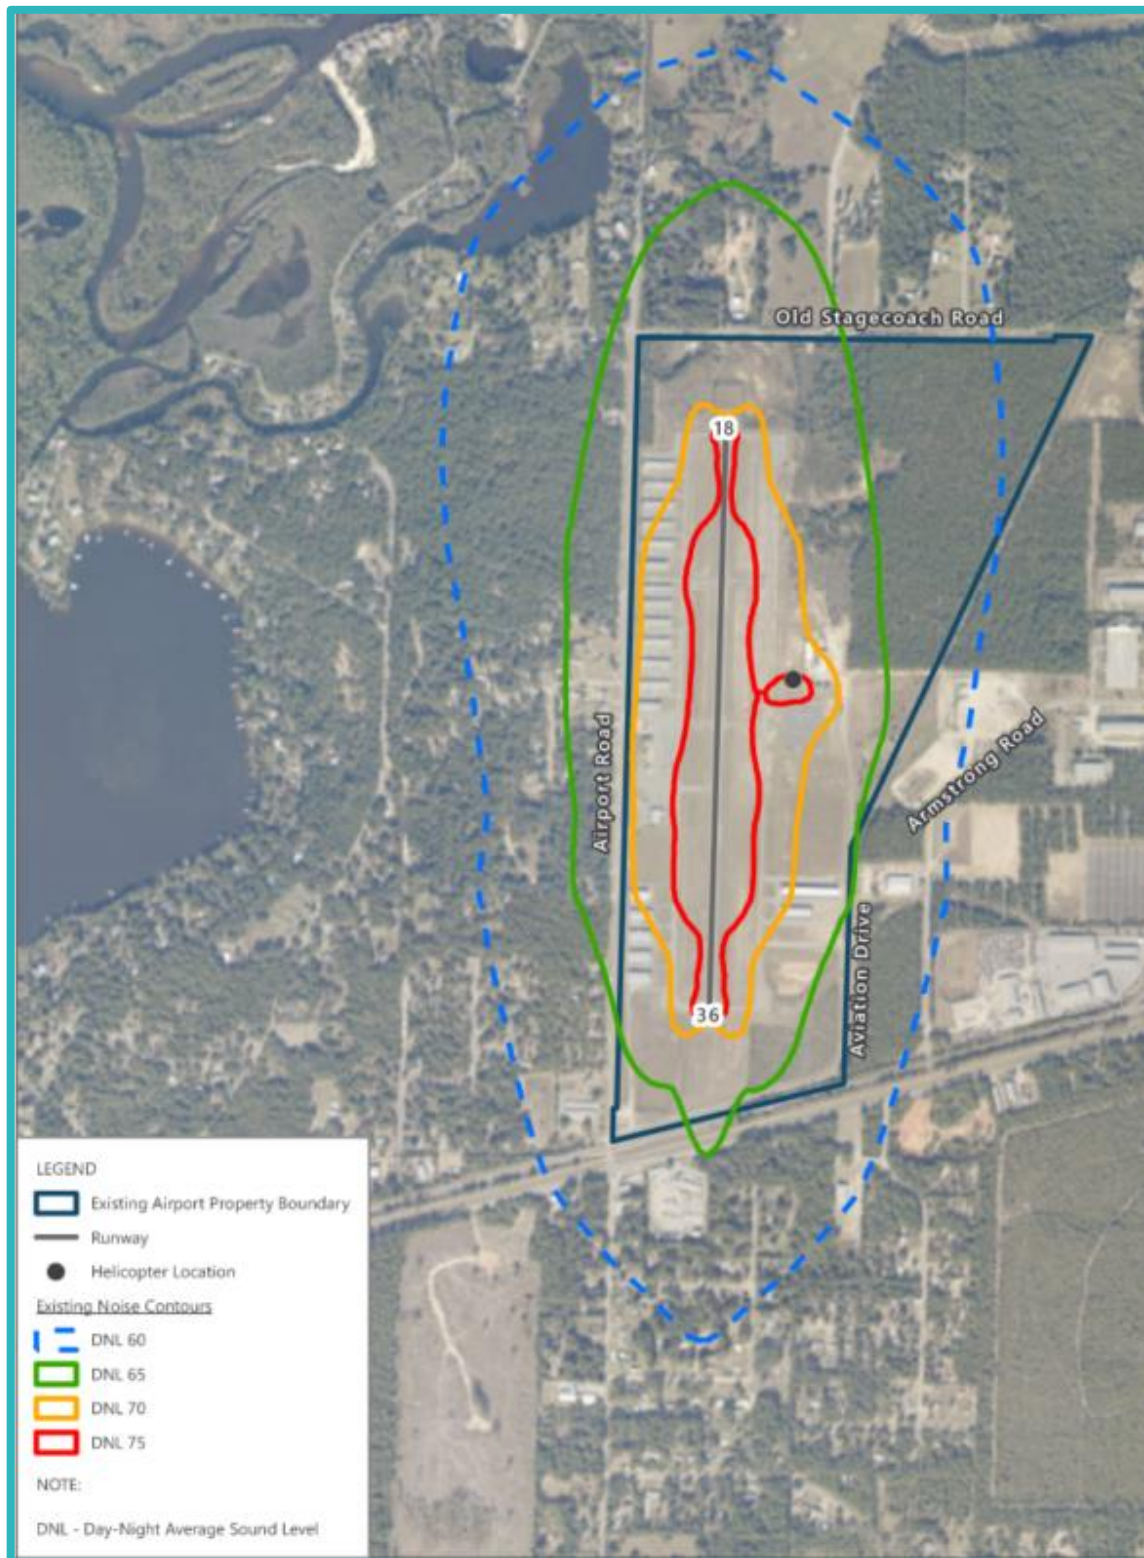 Old Stagecoach Road
18
Airport Road
Armstrong Road
Aviation Drive
36
LEGEND
Existing Airport Property Boundary
Runway
Helicopter Location
Existing Noise Contours
DNL 60
DNL 65
DNL 70
DNL 75
NOTE:
DNL - Day-Night Average Sound Level